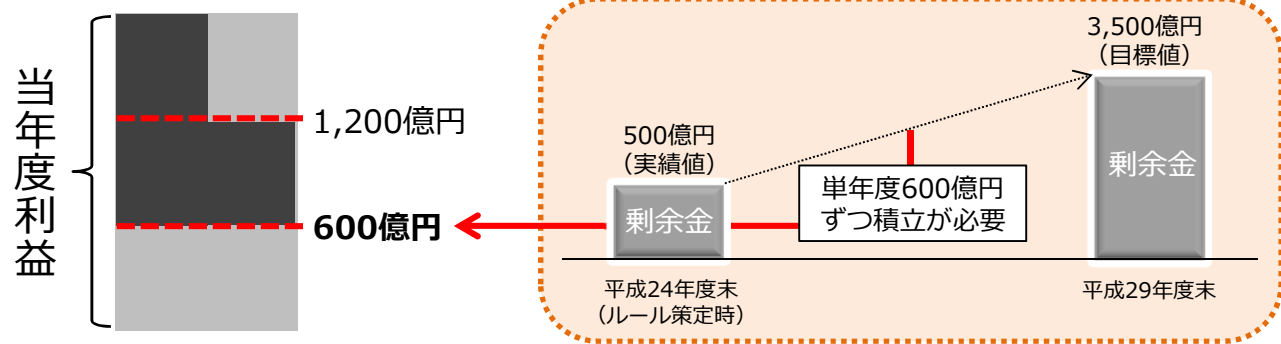 当年度利益
1,200億円
600億円
500億円
（実績値）
剰余金
平成24年度末
（ルール策定時）
単年度600億円
ずつ積立が必要
3,500億円
（目標値）
剰余金
平成29年度末